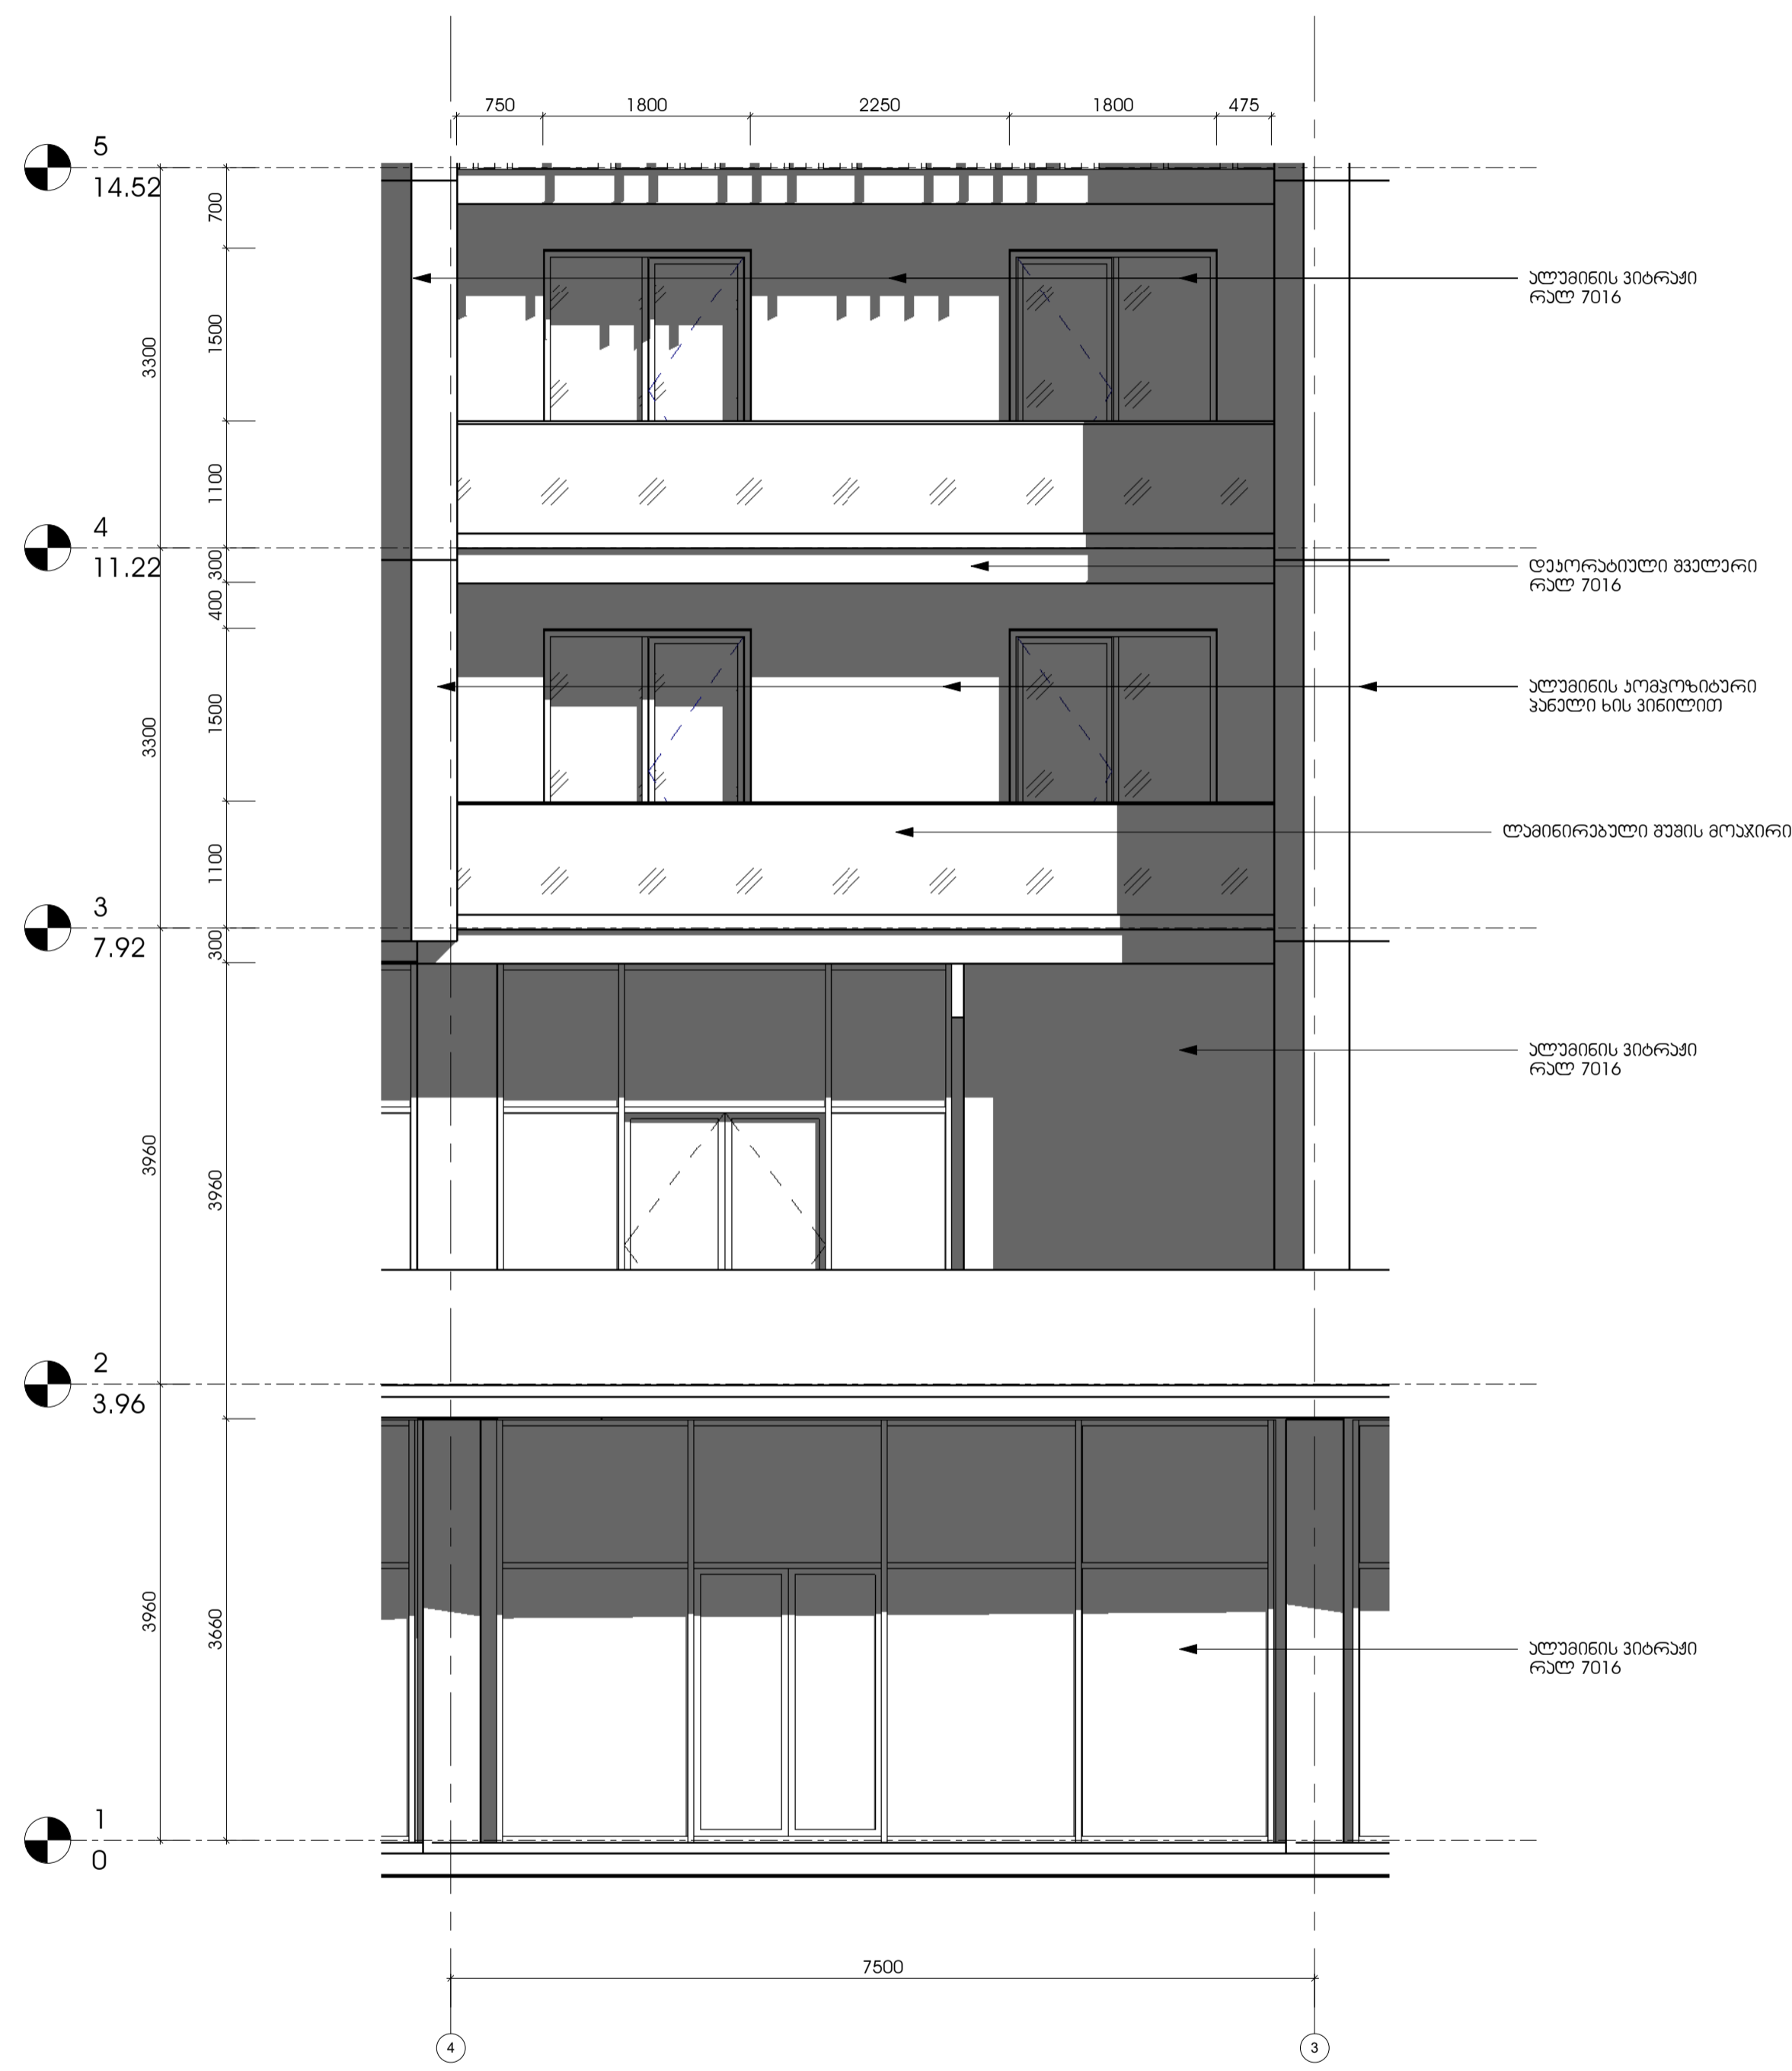 750 1800 2250 1800 475
5
14.52
700
ალუმინის ვიტრაჟი
რალ 7016
1500
3300
1100
4
11.22
300
დეკორატიული შველერი
რალ 7016
400
ალუმინის კომპოზიტური
პანელი ხის ვინილით
1500
3300
ლამინირებული შუშის მოაჯირი
1100
3
7.92
300
ალუმინის ვიტრაჟი
რალ 7016
3960
3960
2
3.96
3960
3660
ალუმინის ვიტრაჟი
რალ 7016
1
0
7500
4 3